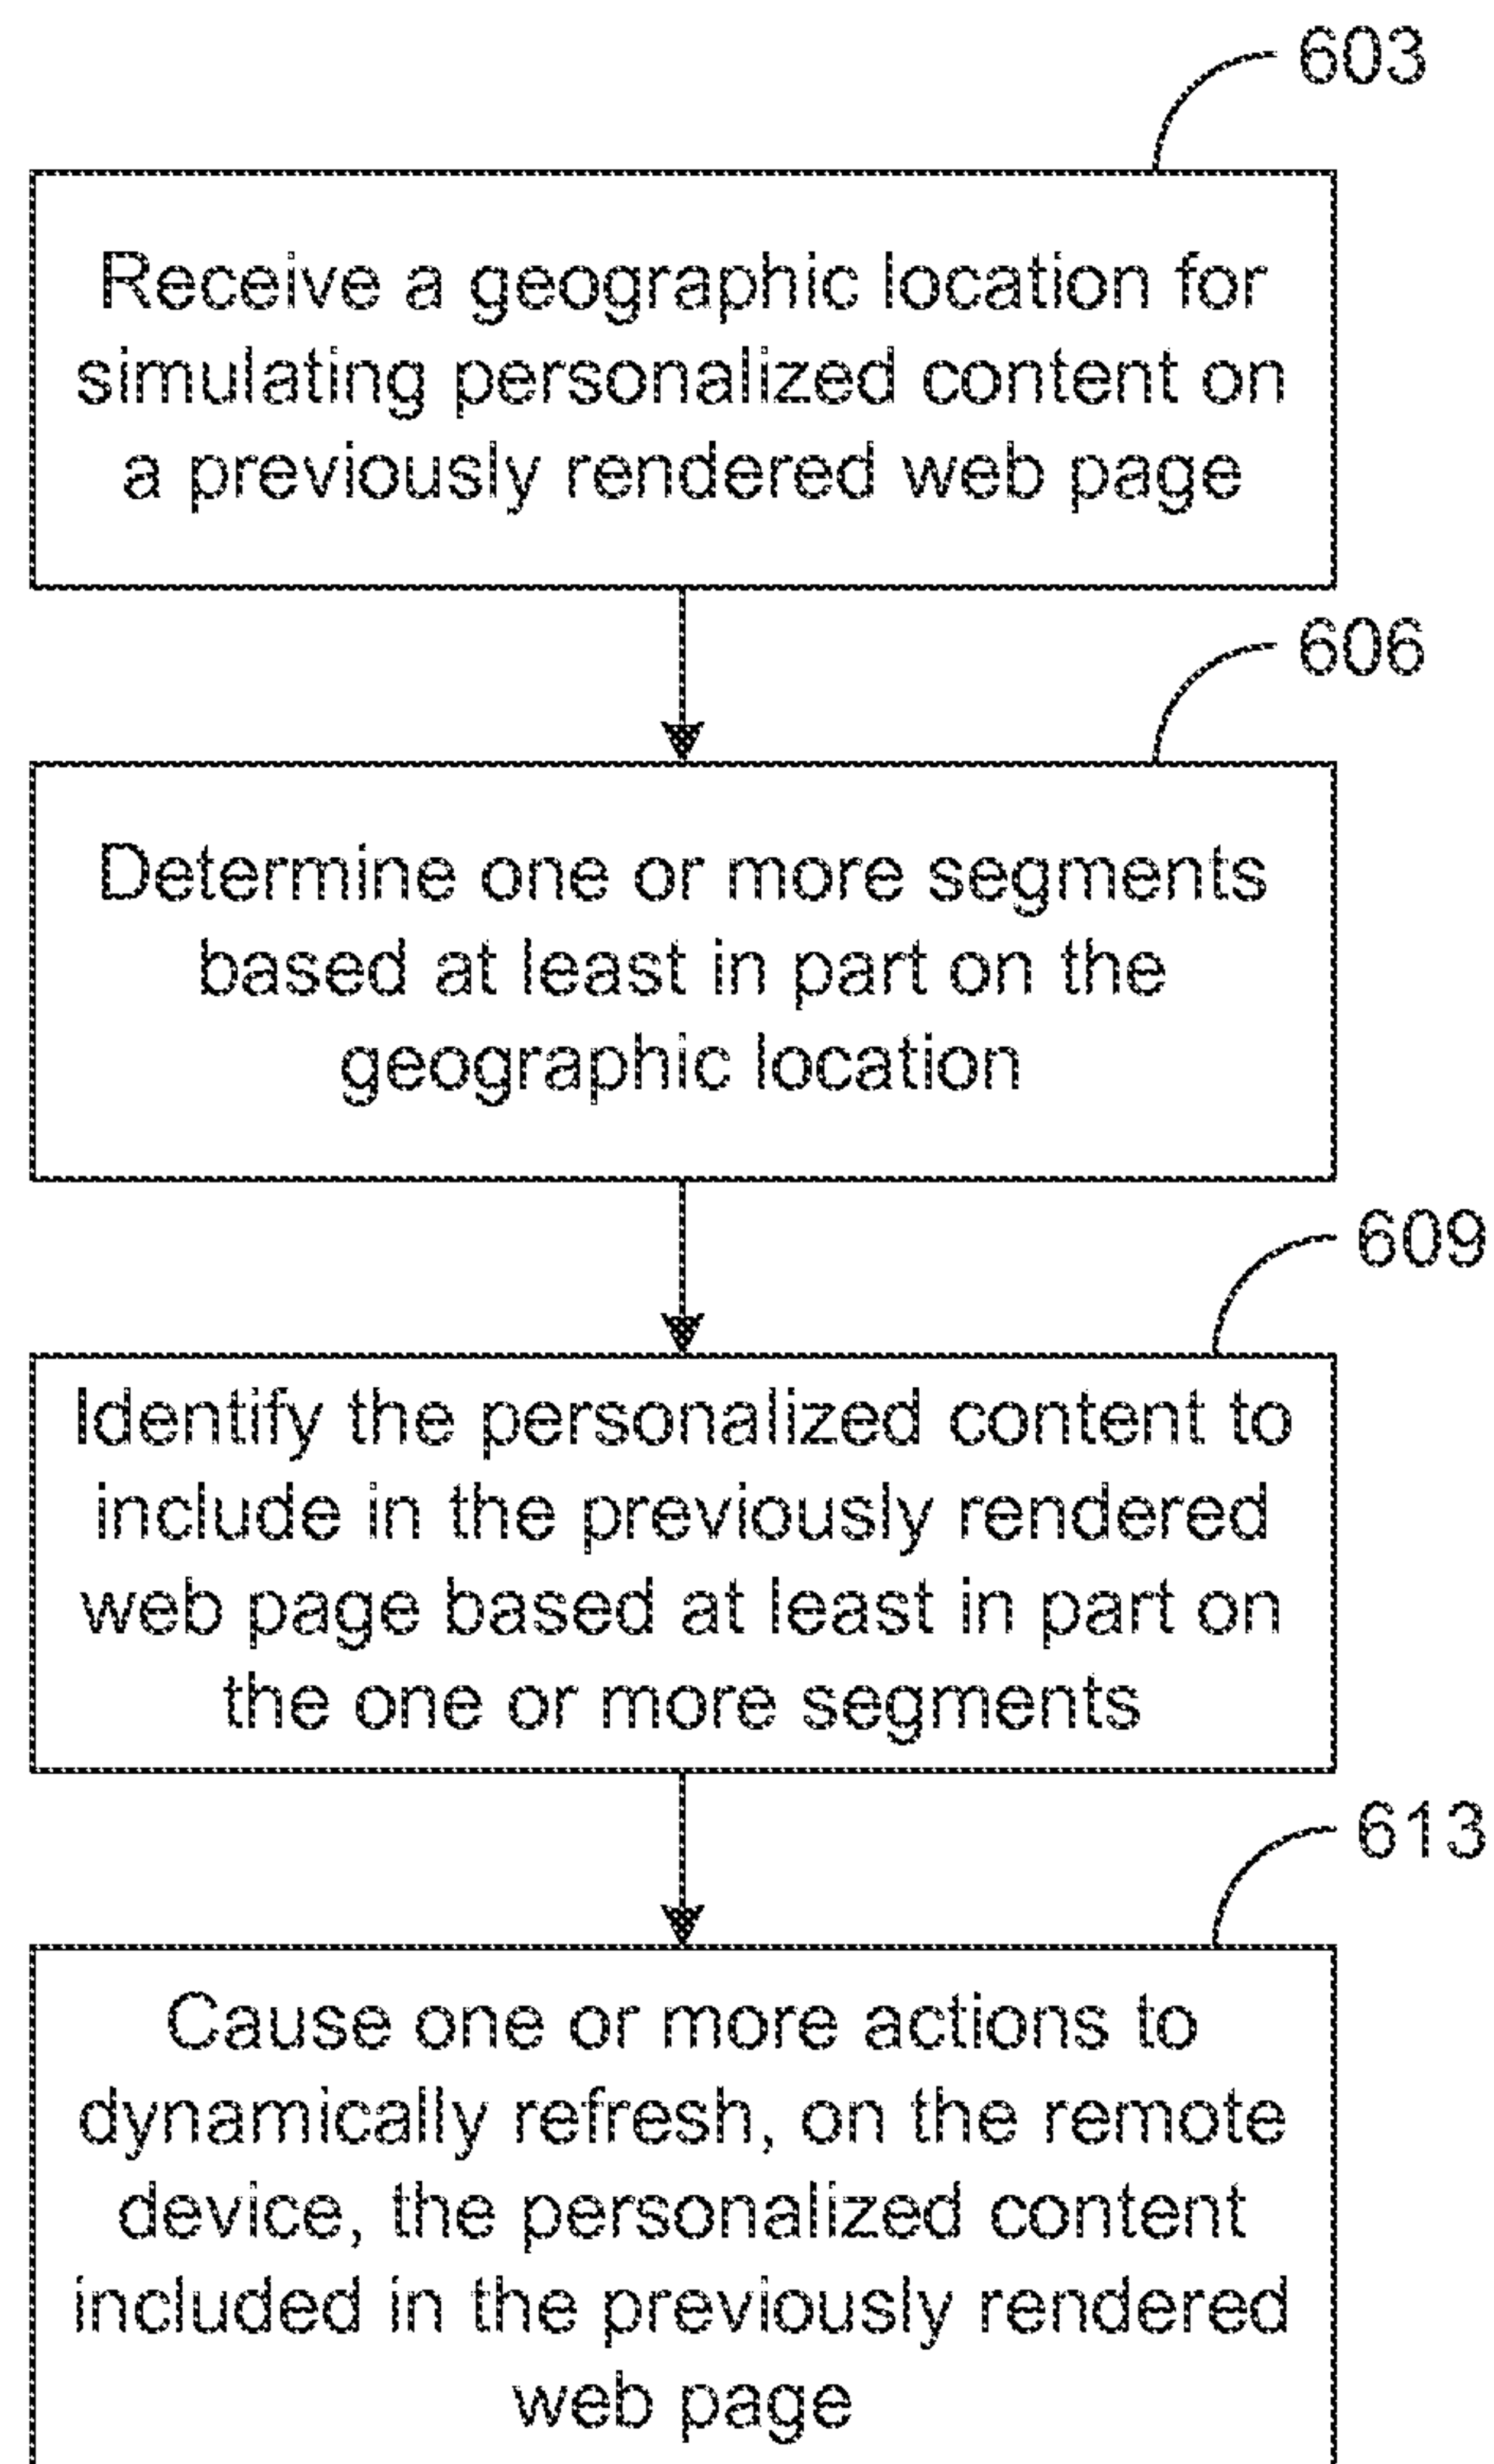 603
Receive a geographic location for
simulating personalized content on
a previously rendered web page
606
Determine one or more segments
based at least in part on the
geographic location
609
Identify the personalized content to
include in the previously rendered
web page based at least in part on
the one or more segments
613
Cause one or more actions to
dynamically refresh, on the remote
device, the personalized content
included in the previously rendered
web page